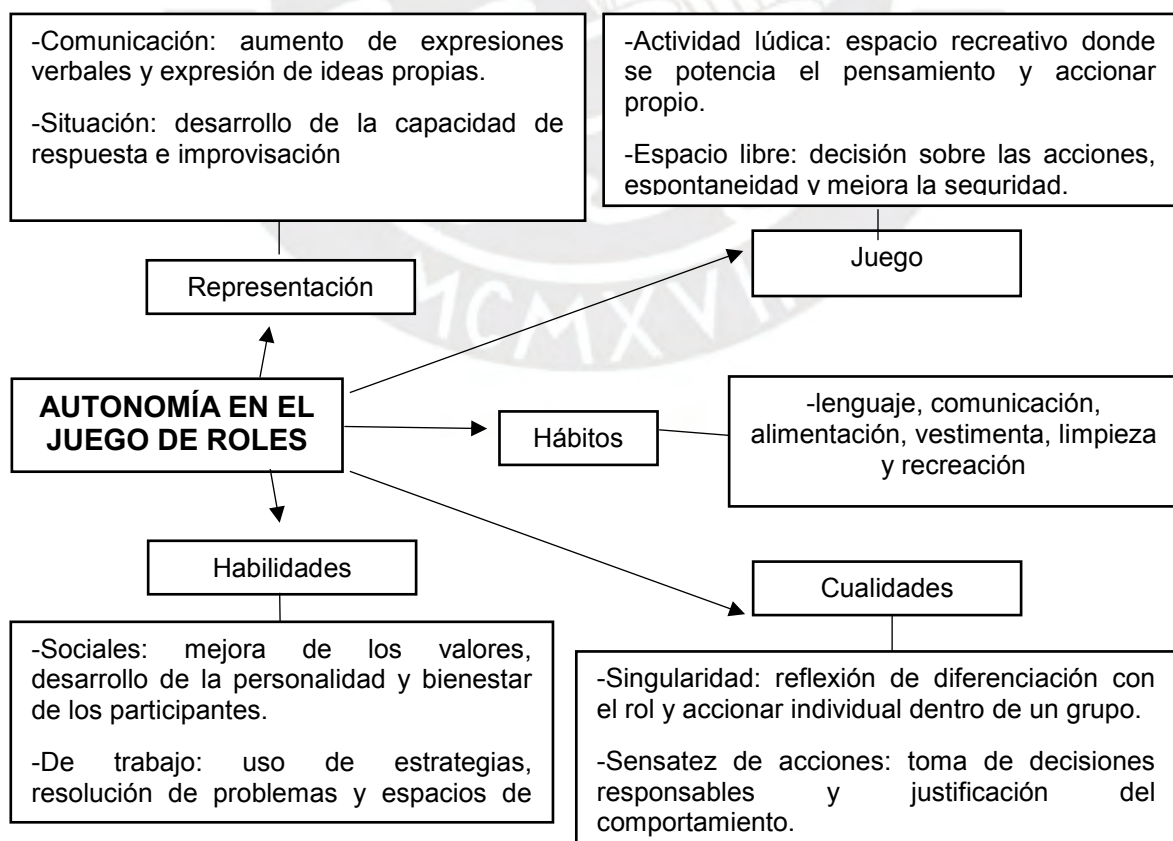 -Comunicación: aumento de expresiones
verbales y expresión de ideas propias.
-Situación: desarrollo de la capacidad de
respuesta e improvisación
-Actividad lúdica: espacio recreativo donde
se potencia el pensamiento y accionar
propio.
-Espacio libre: decisión sobre las acciones,
espontaneidad y mejora la seguridad.
Representación
Juego
MCMXVII
AUTONOMÍA EN EL
JUEGO DE ROLES
Hábitos
-lenguaje, comunicación,
alimentación, vestimenta, limpieza
y recreación
Habilidades
Cualidades
-Sociales: mejora de los valores,
desarrollo de la personalidad y bienestar
de los participantes.
-De trabajo: uso de estrategias,
resolución de problemas y espacios de
-Singularidad: reflexión de diferenciación con
el rol y accionar individual dentro de un grupo.
-Sensatez de acciones: toma de decisiones
responsables y justificación del
comportamiento.